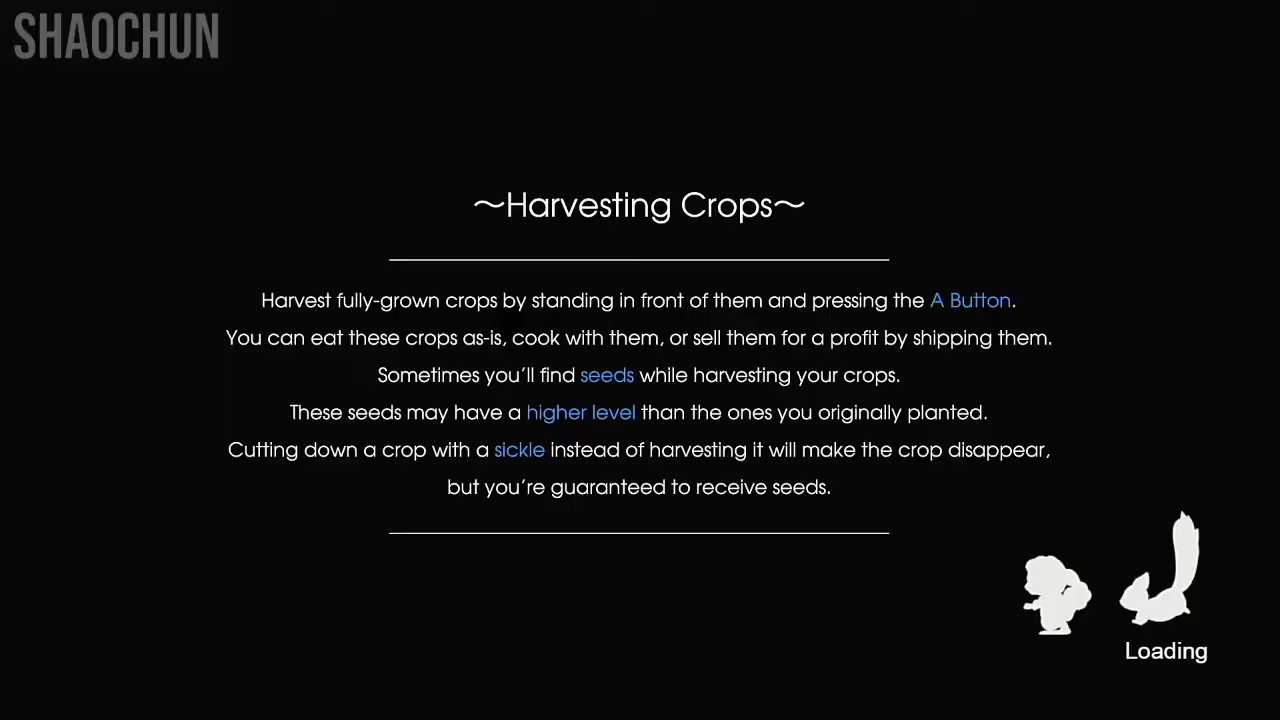 SHAOCHUN
～Harvesting Crops～
Harvest fully-grown crops by standing in front of them and pressing the A Button.
You can eat these crops as-is, cook with them, or sell them for a profit by shipping them.
Sometimes you'll find seeds while harvesting your crops.
These seeds may have a higher level than the ones you originally planted.
Cutting down a crop with a sickle instead of harvesting it will make the crop disappear,
but you're guaranteed to receive seeds.
Loading